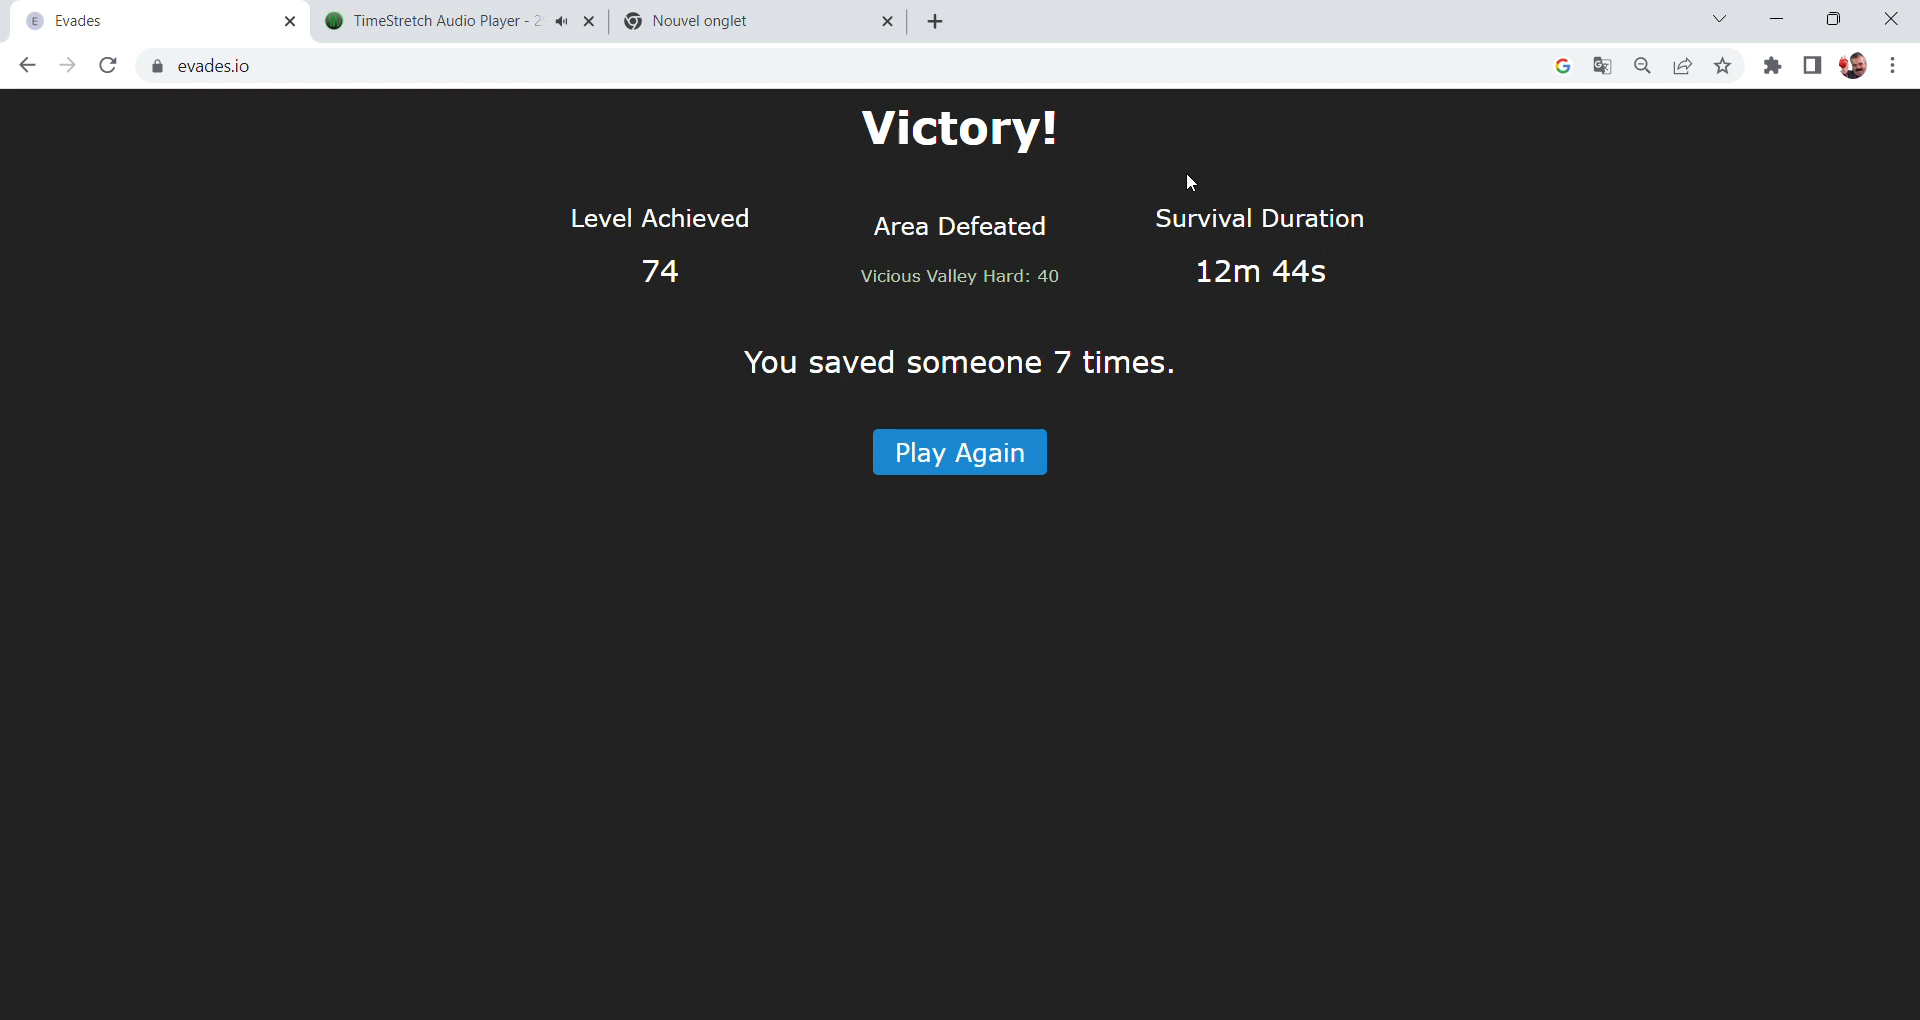 Evades
TimeStretch Audio Player -
Nouvel onglet
evades.io
Victory!
Level Achieved
74
Area Defeated
Vicious Valley Hard: 40
Survival Duration
12m 44s
You saved someone 7 times.
Play Again